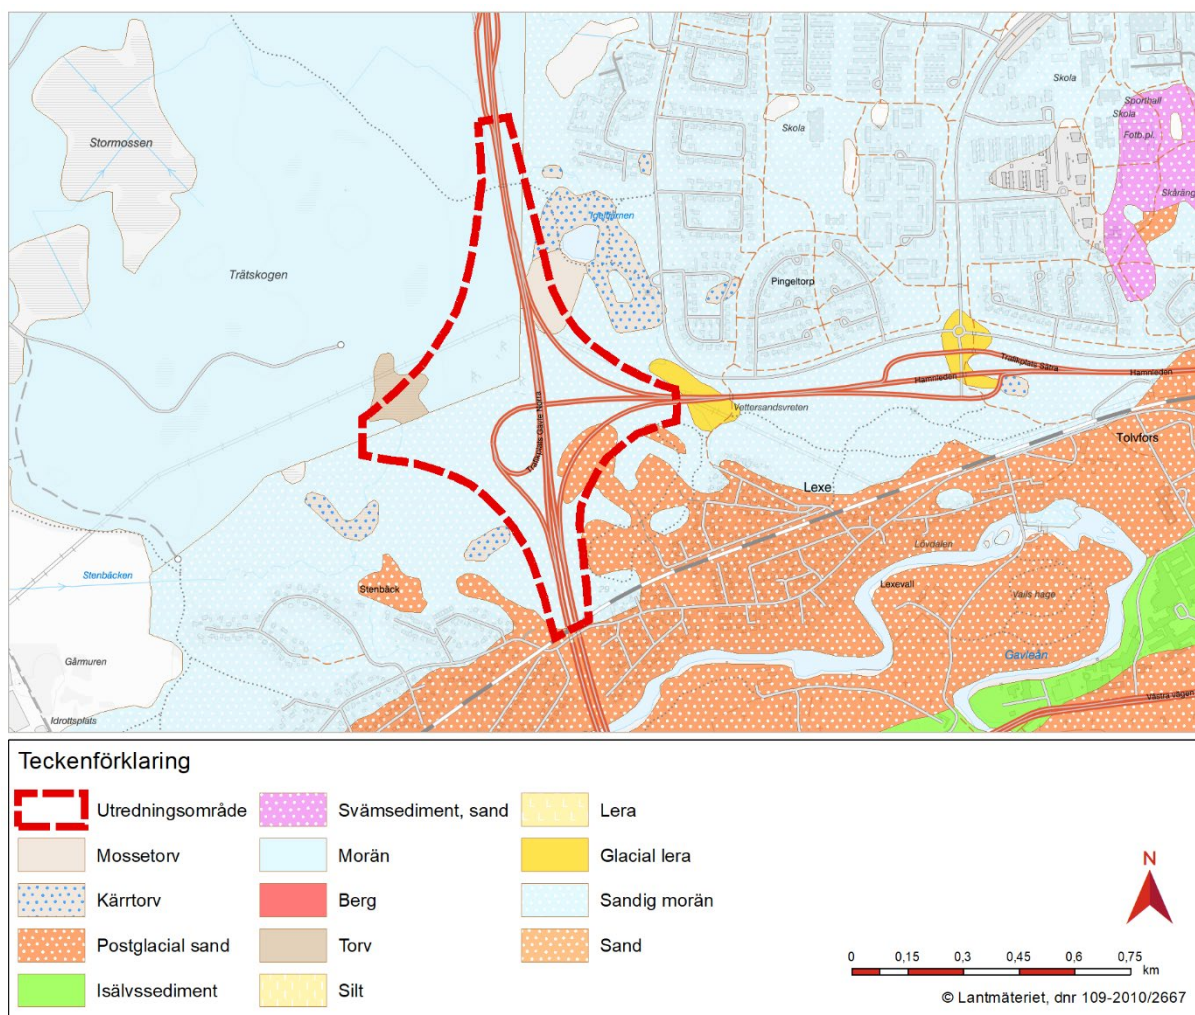 Skola
Sporthall
Skola
Fotb.pl.
Stormossen
Skola
Skäräng
Trätskogen
Pingeltorp
Trafikplats Sätra
Hamnleden
Hamnleden
Vettersandsvreten
Trafikplats Gävle Norra
Tolvfors
Lexe
Lövdalen
Stenbäcken
Stenbäck
Lexevall
Valls hage
Gavleån
Gårmuren
Västra vägen
Idrottsplats
Teckenförklaring
Utredningsområde
Svämsediment, sand
Lera
Mossetorv
Morän
Glacial lera
Kärrtorv
Berg
Sandig morän
Postglacial sand
Torv
Sand
Isälvssediment
Silt
N
0 0,15 0,3 0,45 0,6 0,75
km
© Lantmäteriet, dnr 109-2010/2667